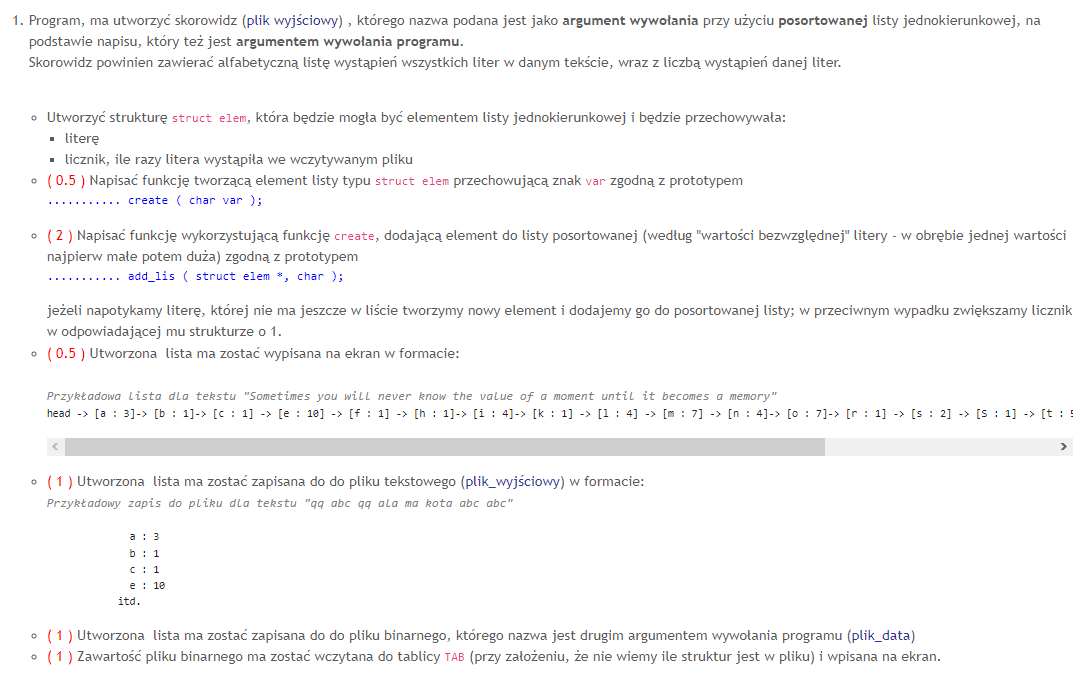 1. Program, ma utworzyć skorowidz (plik wyjściowy) , którego nazwa podana jest jako argument wywołania przy użyciu posortowanej listy jednokierunkowej, na
podstawie napisu, który też jest argumentem wywołania programu.
Skorowidz powinien zawierać alfabetyczną listę wystąpień wszystkich liter w danym tekście, wraz z liczbą wystąpień danej liter.
Utworzyć strukturę struct elem, która będzie mogła być elementem listy jednokierunkowej i będzie przechowywała:
literę
licznik, ile razy litera wystąpiła we wczytywanym pliku
( 0.5 ) Napisać funkcję tworzącą element listy typu struct elem przechowującą znak var zgodną z prototypem
........... create ( char var );
( 2 ) Napisać funkcję wykorzystującą funkcję create, dodającą element do listy posortowanej (według "wartości bezwzględnej" litery - w obrębie jednej wartości
najpierw małe potem duża) zgodną z prototypem
........... add_lis ( struct elem *, char );
jeżeli napotykamy literę, której nie ma jeszcze w liście tworzymy nowy element i dodajemy go do posortowanej listy; w przeciwnym wypadku zwiększamy licznik
w odpowiadającej mu strukturze o 1.
( 0.5 ) Utworzona lista ma zostać wypisana na ekran w formacie:
Przykładowa lista dla tekstu "Sometimes you will never know the value of a moment until it becomes a memory"
head -> [a : 3]-> [b : 1]-> [c : 1] -> [e : 10] -> [f : 1] -> [h : 1]-> [i : 4]-> [k : 1] -> [l : 4] -> [m : 7] -> [n : 4]-> [o : 7]-> [r : 1] -> [s : 2] -> [S : 1] -> [t : 5
( 1 ) Utworzona lista ma zostać zapisana do do pliku tekstowego (plik_wyjściowy) w formacie:
Przykładowy zapis do pliku dla tekstu "qq abc qq ala ma kota abc abc"
a : 3
b : 1
c : 1
e : 10
itd.
( 1 ) Utworzona lista ma zostać zapisana do do pliku binarnego, którego nazwa jest drugim argumentem wywołania programu (plik_data)
( 1 ) Zawartość pliku binarnego ma zostać wczytana do tablicy TAB (przy założeniu, że nie wiemy ile struktur jest w pliku) i wpisana na ekran.